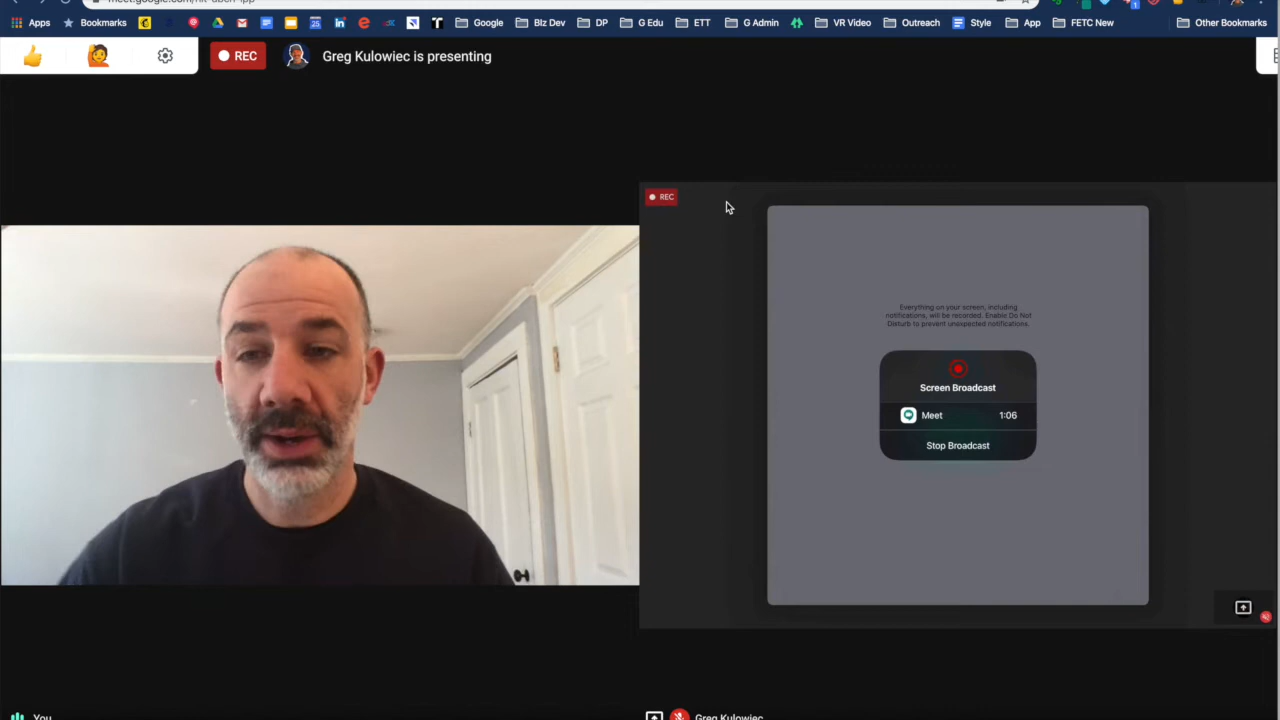 Apps
Bookmarks
Google
Biz Dev
DP
G Edu
ETT
G Admin
VR Video
Outreach
Style
App
FETC New
Other Bookmarks
REC
Greg Kulowiec is presenting
REC
Everything on your screen, including
notifications, will be recorded. Enable Do Not
Disturb to prevent unexpected notifications.
Screen Broadcast
Meet 1:06
Stop Broadcast
You
Greg Kulowiec